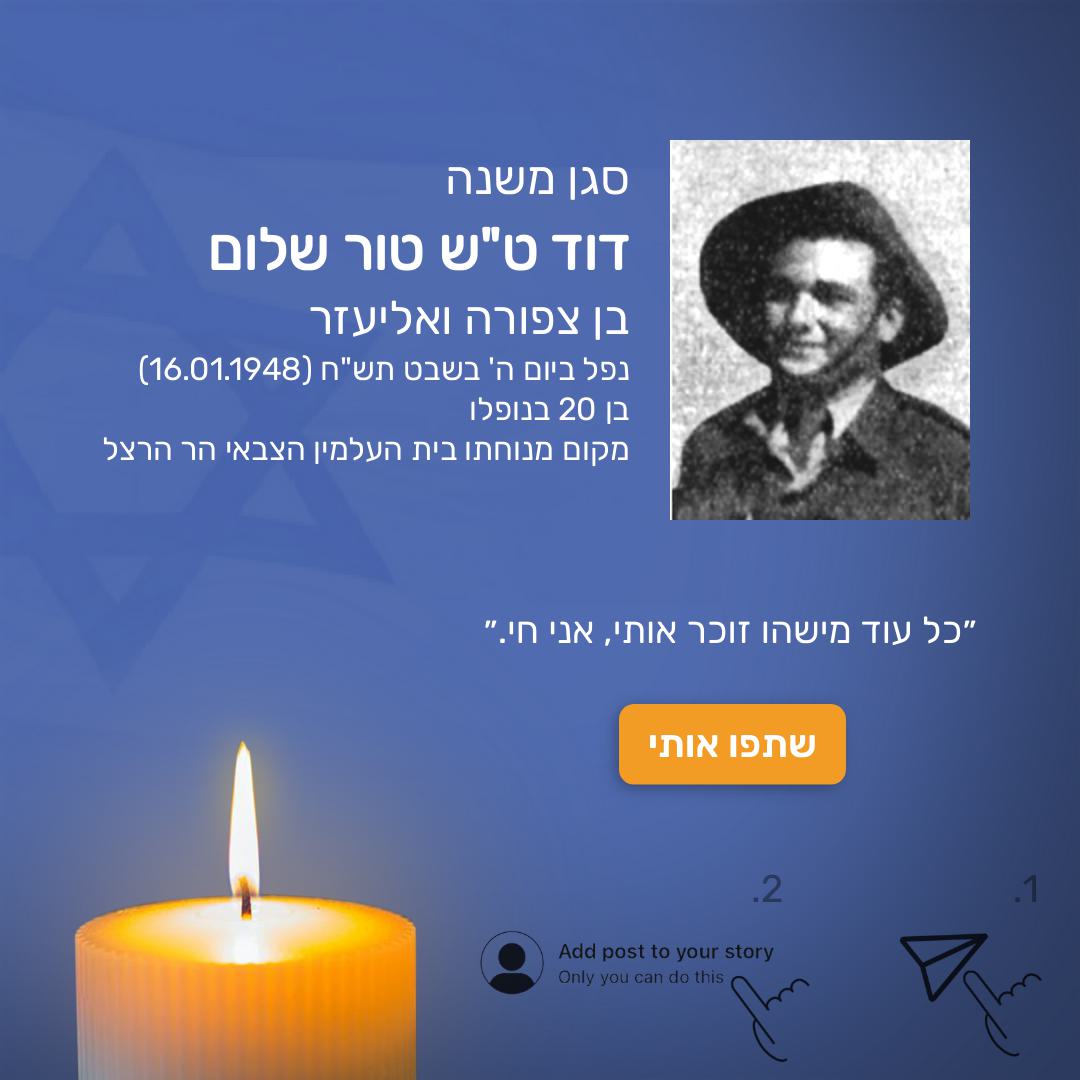 סגן משנה
דוד ט"ש טור שלום
בן צפורה ואליעזר
נפל ביום ה' בשבט תש"ח (16.01.1948)
בן 20 בנופלו
מקום מנוחתו בית העלמין הצבאי הר הרצל
״כל עוד מישהו זוכר אותי, אני חי.״
שתפו אותי
.1
.2
Add post to your story
Only you can do this